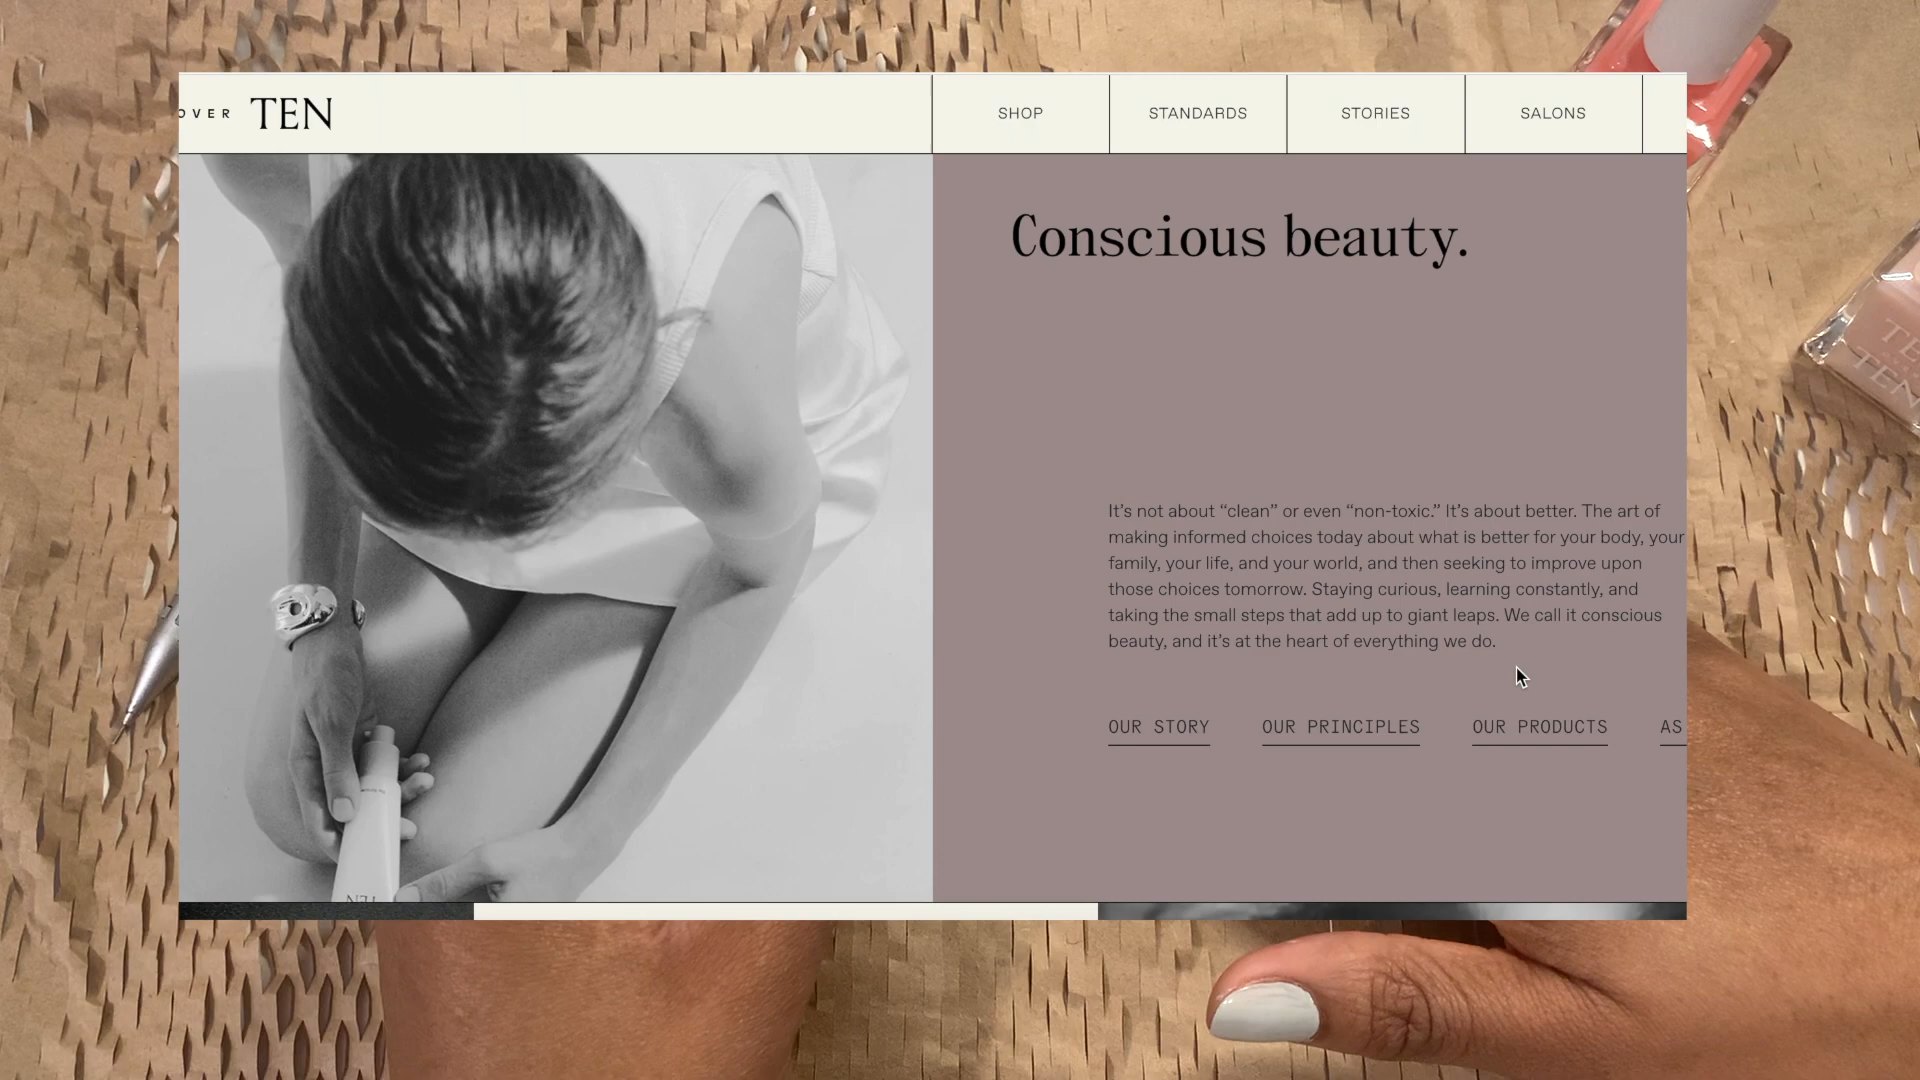 OVER TEN
SHOP
STANDARDS
STORIES
SALONS
Conscious beauty.
It’s not about “clean” or even “non-toxic.” It’s about better. The art of
making informed choices today about what is better for your body, your
family, your life, and your world, and then seeking to improve upon
those choices tomorrow. Staying curious, learning constantly, and
taking the small steps that add up to giant leaps. We call it conscious
beauty, and it’s at the heart of everything we do.
OUR STORY
OUR PRINCIPLES
OUR PRODUCTS
AS
TEN
TEN